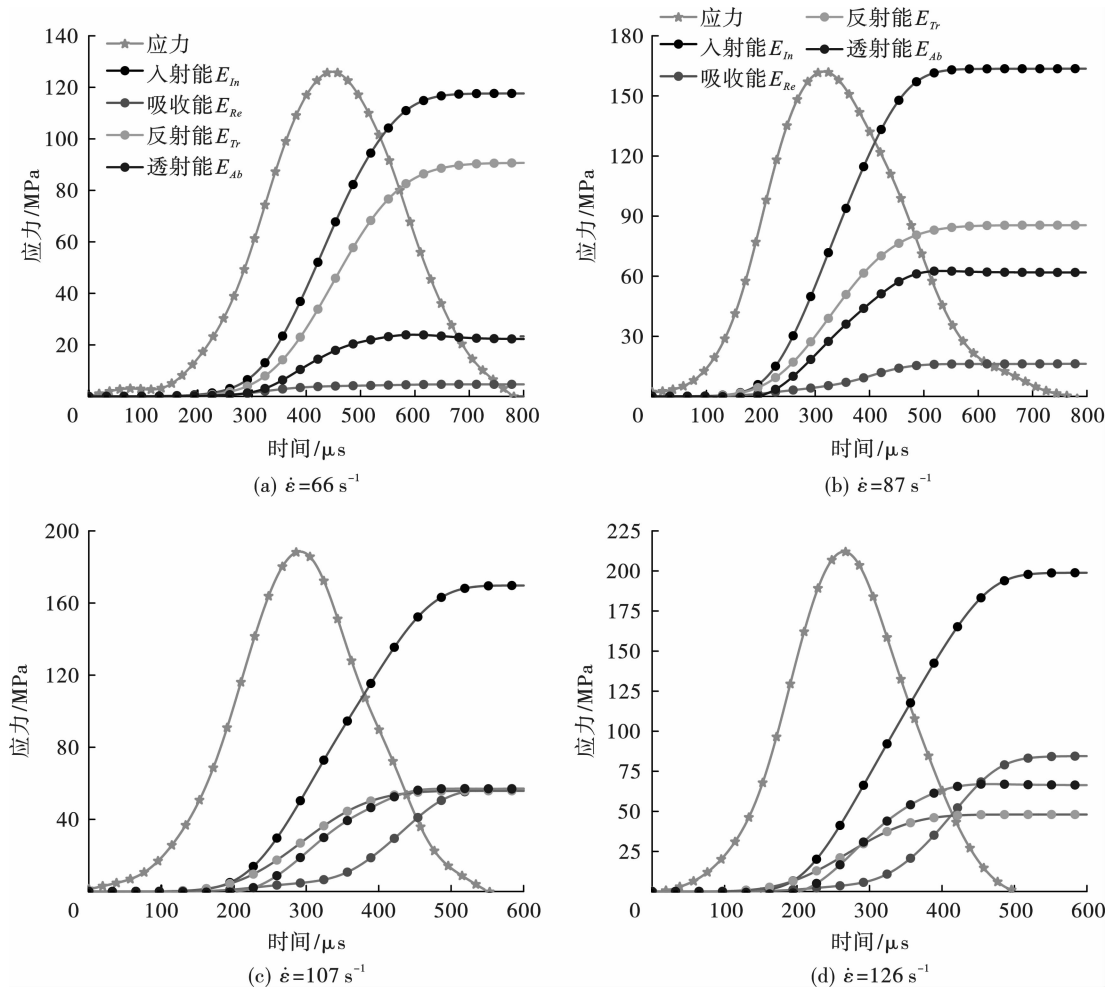 140
120
100
80
60
40
20
0
100
200
300
400
500
600
700
800
应力/MPa
时间/μs
应力
入射能E_In
吸收能E_Re
反射能E_Tr
透射能E_Ab
(a) ε̇=66 s⁻¹
应力
入射能E_In
吸收能E_Re
反射能E_Tr
透射能E_Ab
180
150
120
90
60
30
0
100
200
300
400
500
600
700
800
应力/MPa
时间/μs
(b) ε̇=87 s⁻¹
200
160
120
80
40
0
100
200
300
400
500
600
应力/MPa
时间/μs
(c) ε̇=107 s⁻¹
225
200
175
150
125
100
75
50
25
0
100
200
300
400
500
600
应力/MPa
时间/μs
(d) ε̇=126 s⁻¹